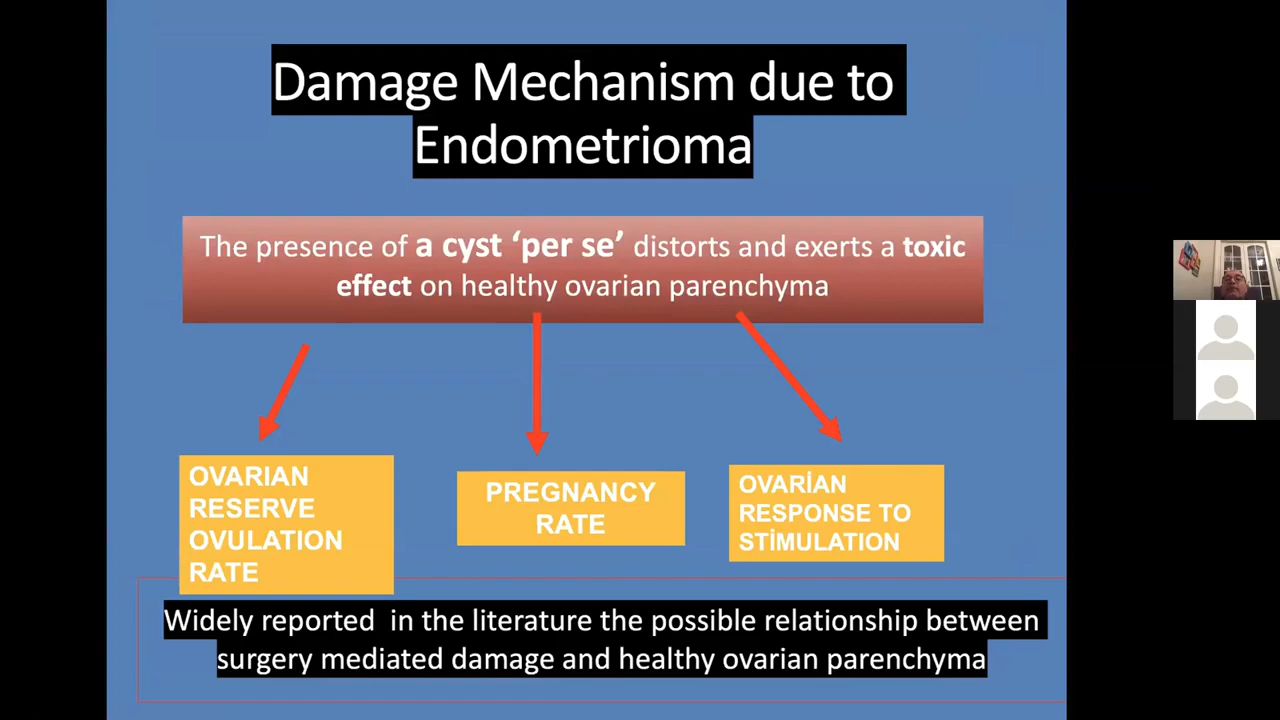 Damage Mechanism due to
Endometrioma
The presence of a cyst ‘per se’ distorts and exerts a toxic
effect on healthy ovarian parenchyma
OVARIAN
RESERVE
OVULATION
RATE
PREGNANCY
RATE
OVARİAN
RESPONSE TO
STİMULATION
Widely reported in the literature the possible relationship between
surgery mediated damage and healthy ovarian parenchyma